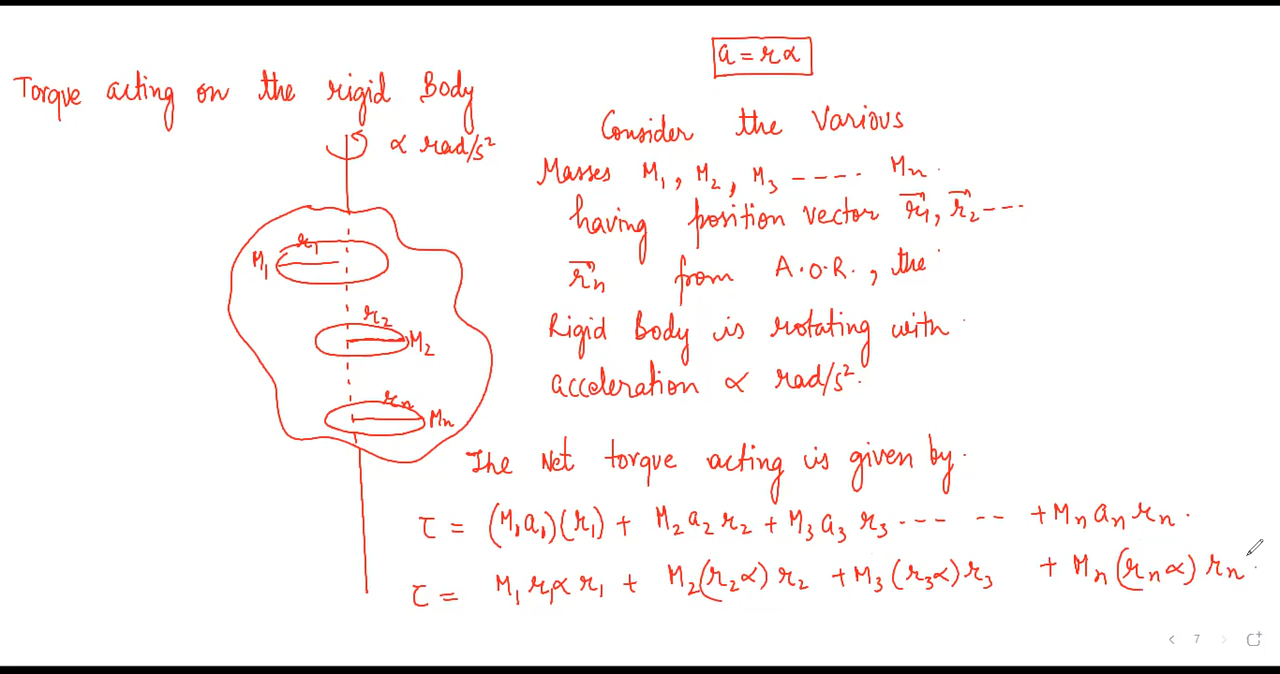 a = rα
Torque acting on the rigid Body
α rad/s²
Consider the Various
Masses M₁, M₂, M₃ ---- Mₙ.
having position vector r⃗₁, r⃗₂ ---
r⃗ₙ from A.O.R., the
Rigid Body is rotating with
acceleration α rad/s².
r₁
M₁
r₂
M₂
rₙ
Mₙ
The Net torque acting is given by.
τ = (M₁a₁)(r₁) + M₂a₂r₂ + M₃a₃r₃ ---- -- + Mₙaₙrₙ.
τ = M₁r₁αr₁ + M₂(r₂α)r₂ + M₃(r₃α)r₃ + Mₙ(rₙα)rₙ.
< 7 >